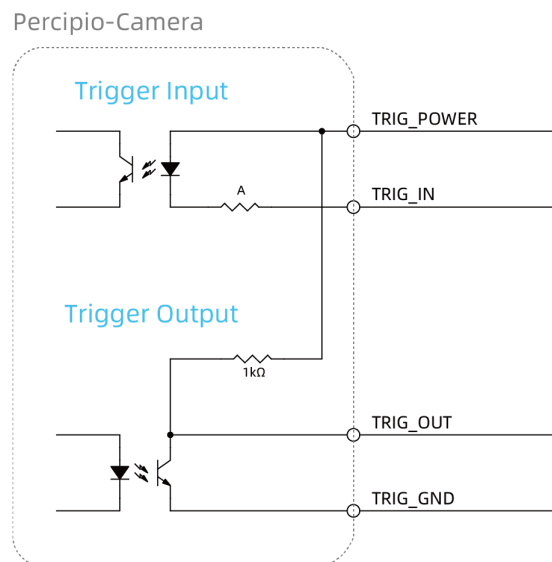 Percipio-Camera
Trigger Input
TRIG_POWER
A
TRIG_IN
Trigger Output
1kΩ
TRIG_OUT
TRIG_GND